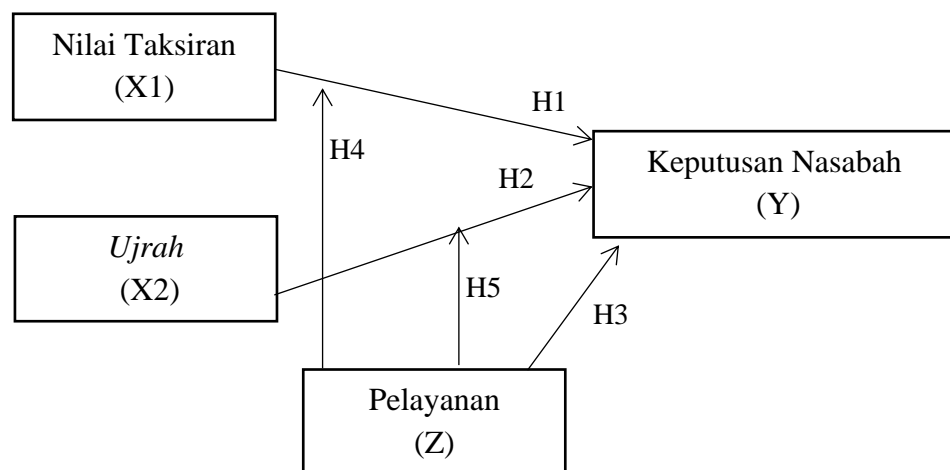 Nilai Taksiran
(X1)
H1
H4
Keputusan Nasabah
(Y)
H2
Ujrah
(X2)
H5
H3
Pelayanan
(Z)